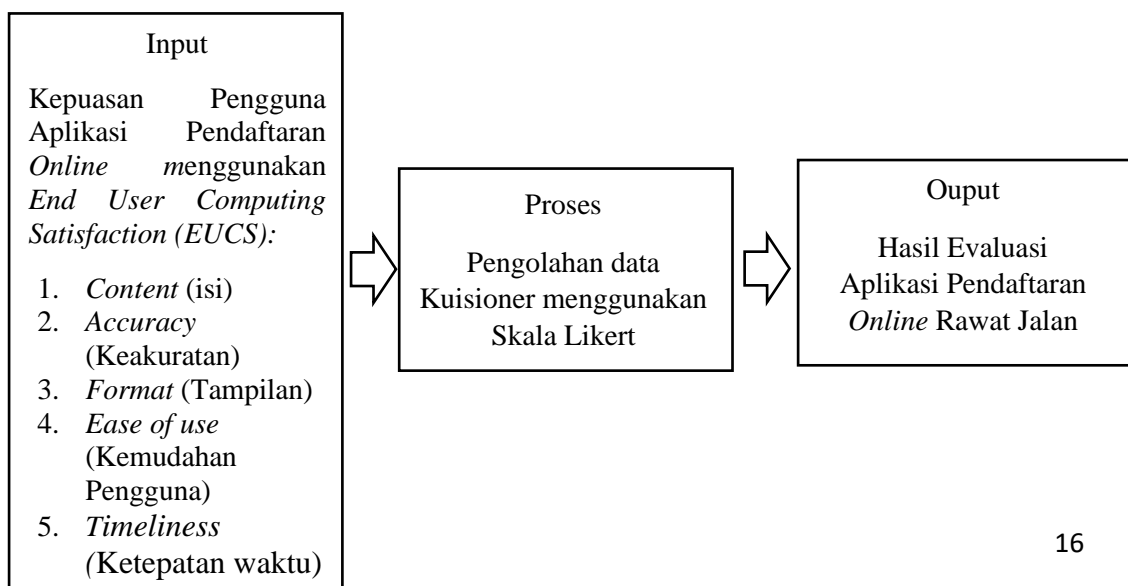 Input
Kepuasan Pengguna
Aplikasi Pendaftaran
Online menggunakan
End User Computing
Satisfaction (EUCS):
1. Content (isi)
2. Accuracy
(Keakuratan)
3. Format (Tampilan)
4. Ease of use
(Kemudahan
Pengguna)
5. Timeliness
(Ketepatan waktu)
Proses
Pengolahan data
Kuisioner menggunakan
Skala Likert
Ouput
Hasil Evaluasi
Aplikasi Pendaftaran
Online Rawat Jalan
16